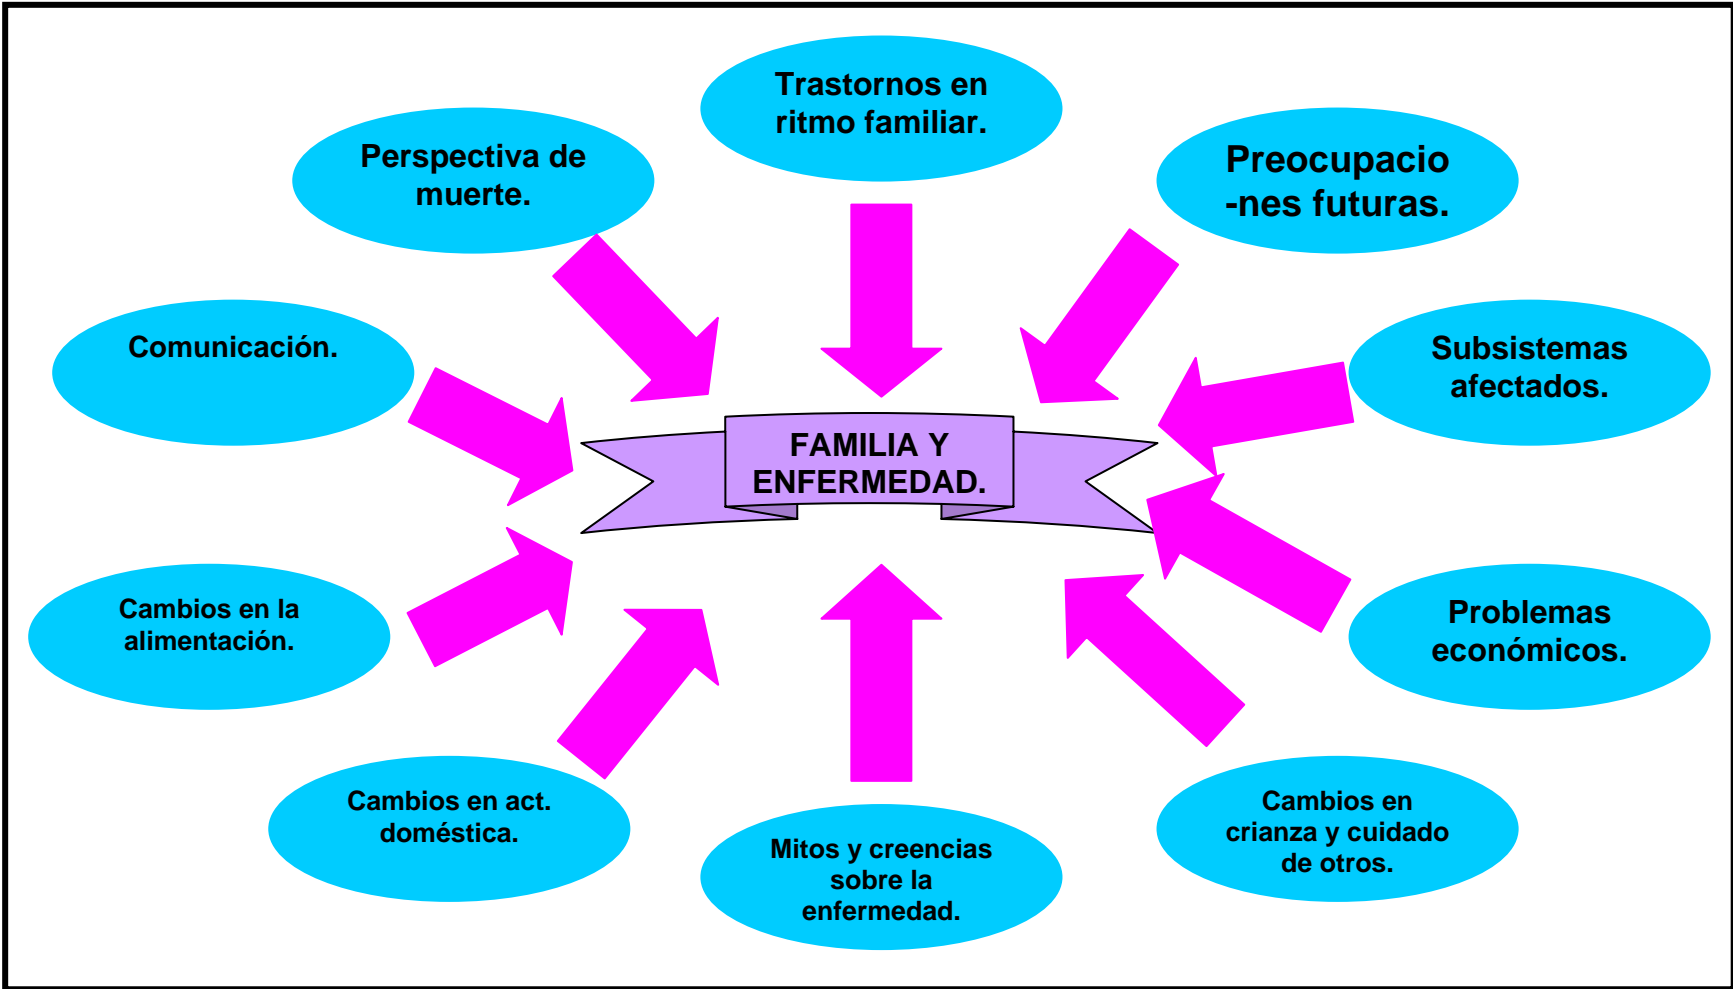 Trastornos en
ritmo familiar.
Perspectiva de
muerte.
Preocupacio
-nes futuras.
Comunicación.
Subsistemas
afectados.
FAMILIA Y
ENFERMEDAD.
Cambios en la
alimentación.
Problemas
económicos.
Cambios en act.
doméstica.
Mitos y creencias
sobre la
enfermedad.
Cambios en
crianza y cuidado
de otros.